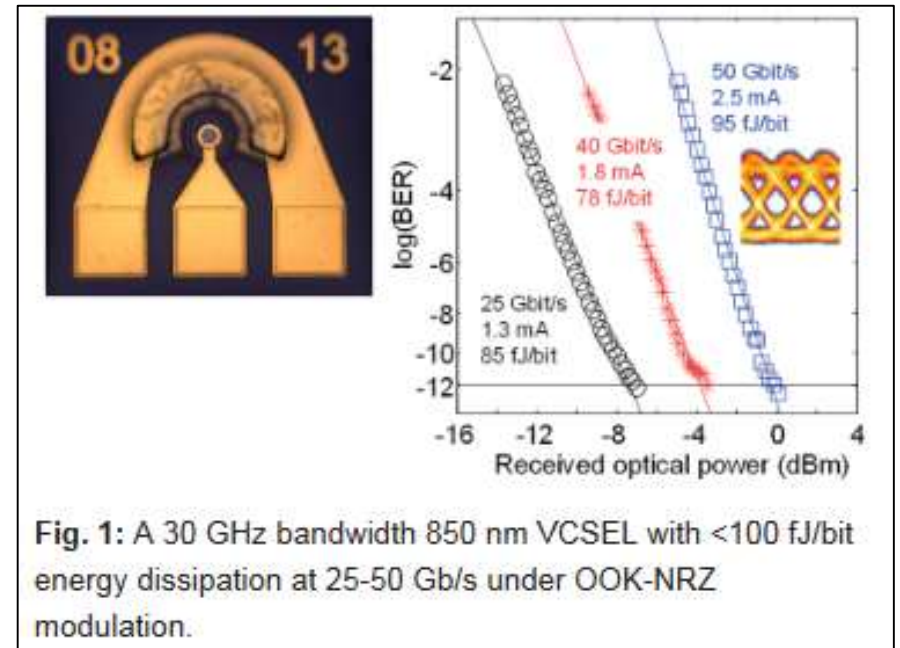 08 13
log(BER)
-2
-4
-6
-8
-10
-12
25 Gbit/s
1.3 mA
85 fJ/bit
40 Gbit/s
1.8 mA
78 fJ/bit
50 Gbit/s
2.5 mA
95 fJ/bit
-16 -12 -8 -4 0 4
Received optical power (dBm)
Fig. 1: A 30 GHz bandwidth 850 nm VCSEL with <100 fJ/bit
energy dissipation at 25-50 Gb/s under OOK-NRZ
modulation.